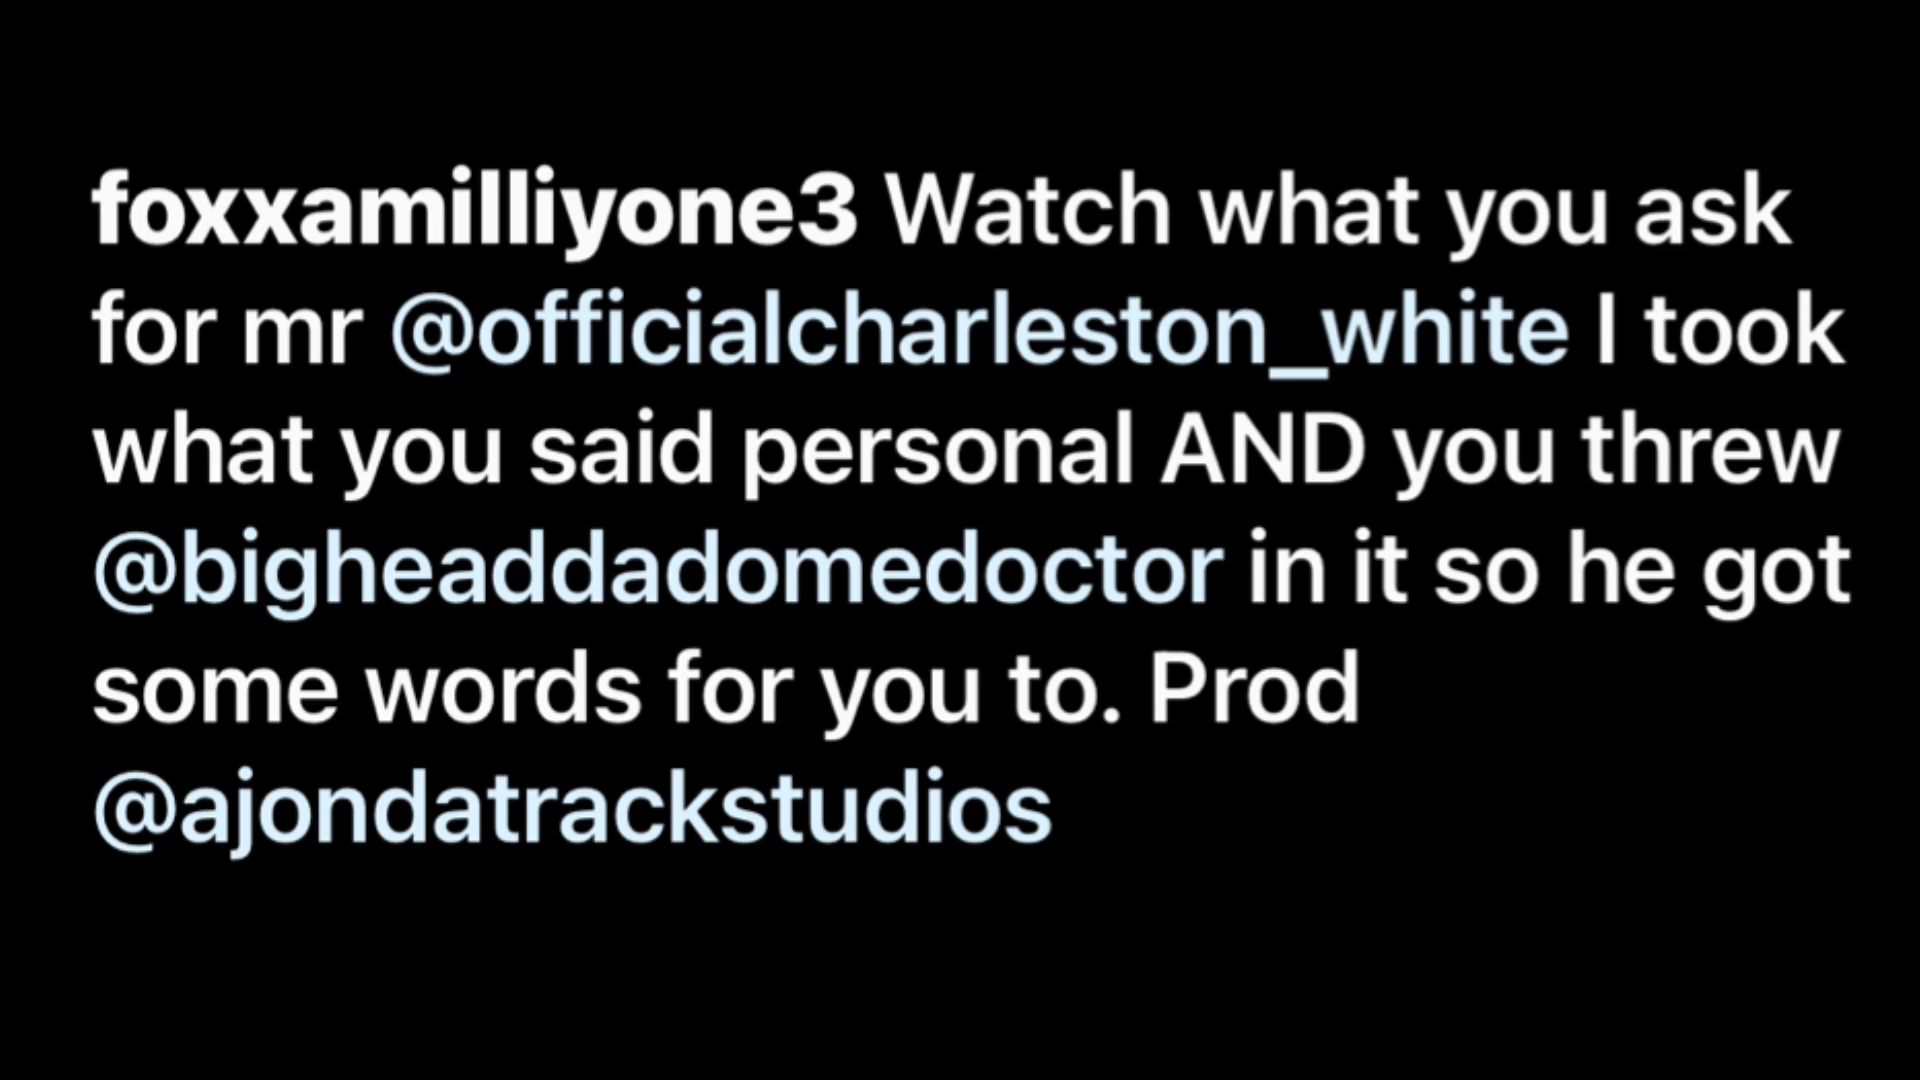 foxxamilliyone3 Watch what you ask
for mr @officialcharleston_white I took
what you said personal AND you threw
@bigheaddadomedoctor in it so he got
some words for you to. Prod
@ajondatrackstudios